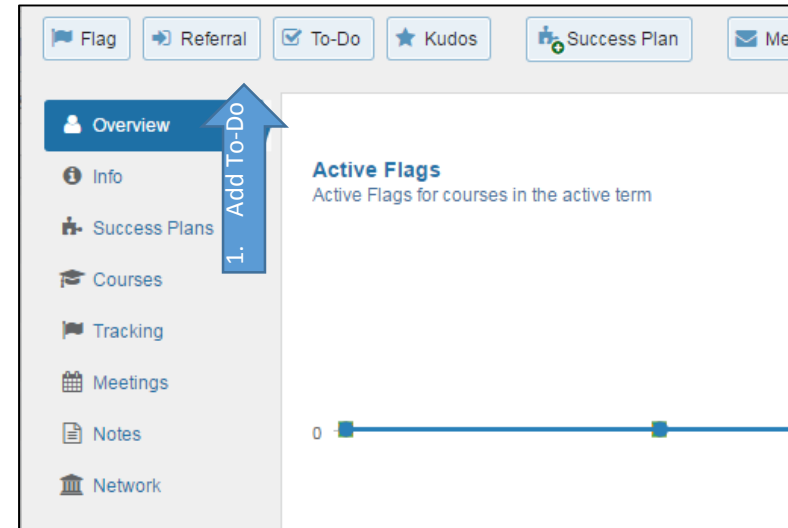 Flag Referral To-Do Kudos Success Plan Me
Overview
Info
Success Plans
Courses
Tracking
Meetings
Notes
Network
1. Add To-Do
Active Flags
Active Flags for courses in the active term
0